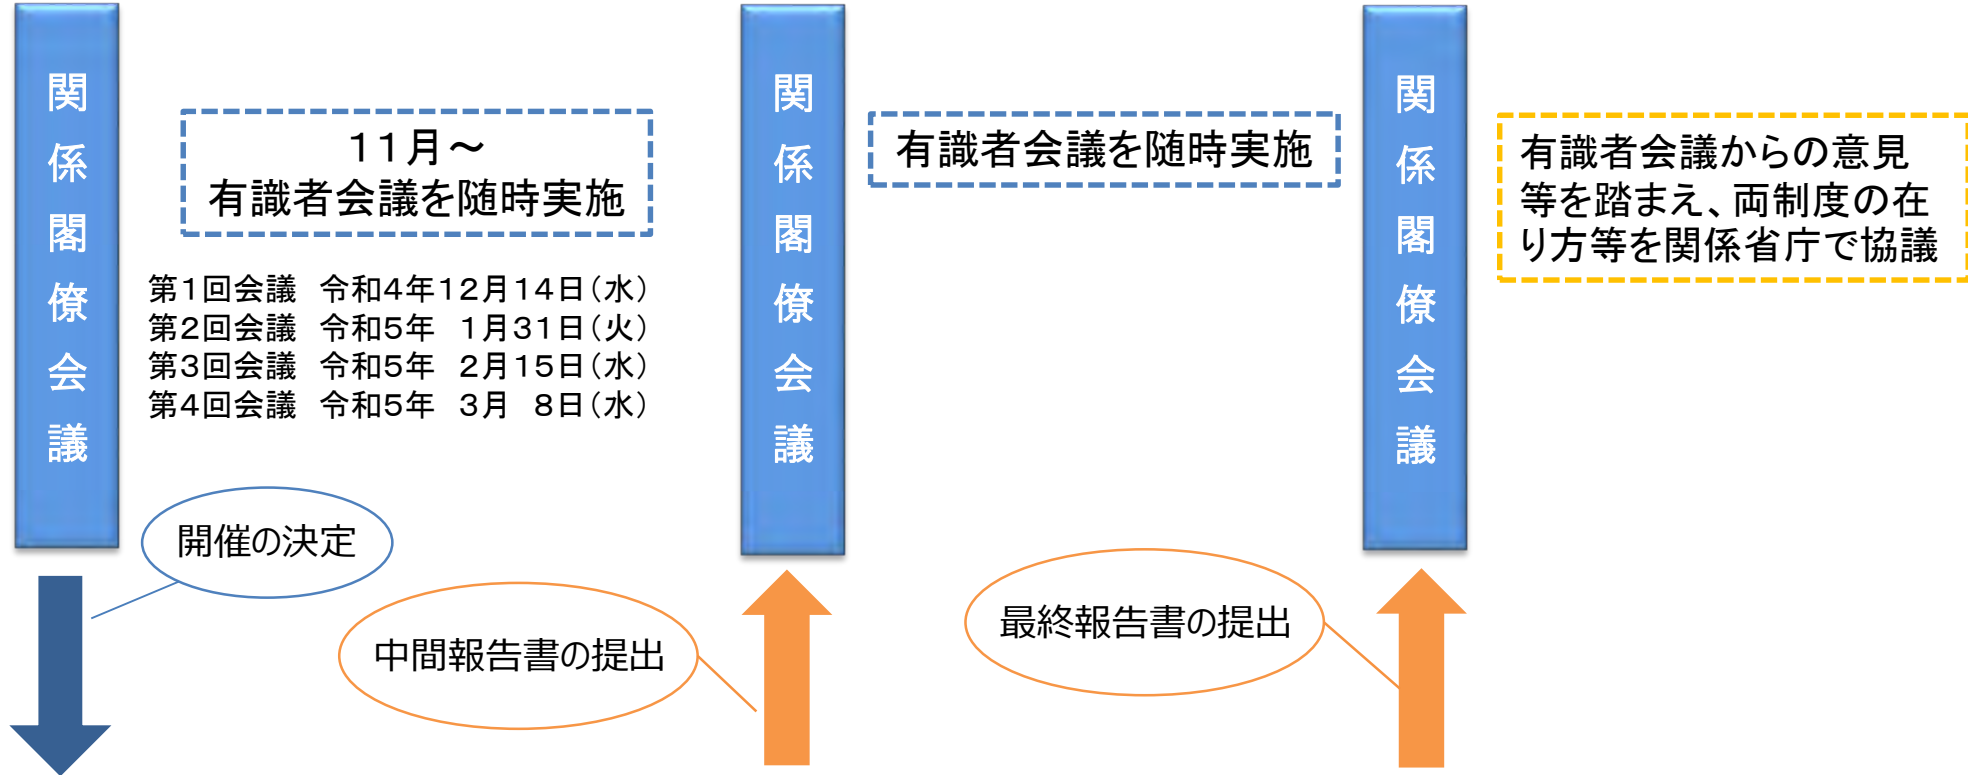 関係閣僚会議
11月～
有識者会議を随時実施
第1回会議　令和4年12月14日(水)
第2回会議　令和5年　1月31日(火)
第3回会議　令和5年　2月15日(水)
第4回会議　令和5年　3月　8日(水)
開催の決定
関係閣僚会議
中間報告書の提出
有識者会議を随時実施
関係閣僚会議
最終報告書の提出
有識者会議からの意見
等を踏まえ、両制度の在
り方等を関係省庁で協議